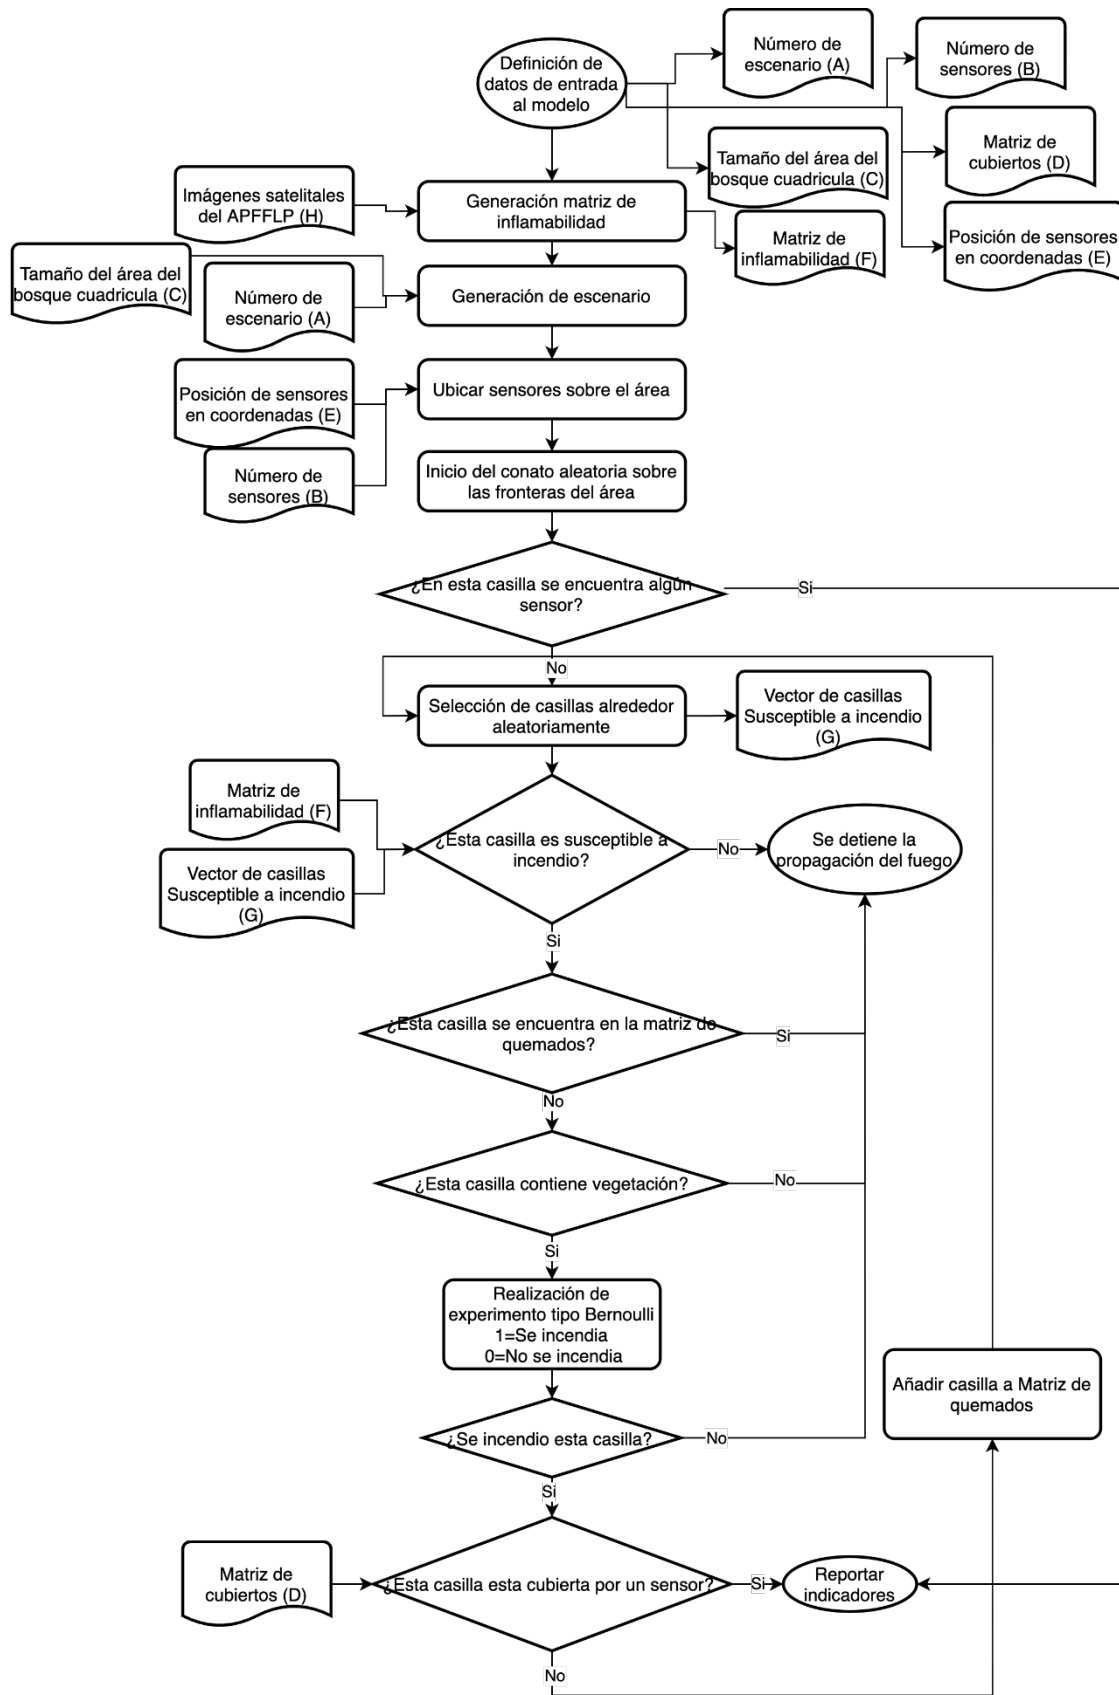 Definición de
datos de entrada
al modelo
Número de
escenario (A)
Número de
sensores (B)
Tamaño del área del
bosque cuadricula (C)
Matriz de
cubiertos (D)
Imágenes satelitales
del APFFLP (H)
Generación matriz de
inflamabilidad
Matriz de
inflamabilidad (F)
Posición de sensores
en coordenadas (E)
Tamaño del área del
bosque cuadricula (C)
Número de
escenario (A)
Generación de escenario
Posición de sensores
en coordenadas (E)
Ubicar sensores sobre el área
Número de
sensores (B)
Inicio del conato aleatoria sobre
las fronteras del área
¿En esta casilla se encuentra algún
sensor?
Si
No
Selección de casillas alrededor
aleatoriamente
Vector de casillas
Susceptible a incendio
(G)
Matriz de
inflamabilidad (F)
Vector de casillas
Susceptible a incendio
(G)
¿Esta casilla es susceptible a
incendio?
No
Se detiene la
propagación del fuego
Si
¿Esta casilla se encuentra en la matriz de
quemados?
Si
No
¿Esta casilla contiene vegetación?
No
Si
Realización de
experimento tipo Bernoulli
1=Se incendia
0=No se incendia
Añadir casilla a Matriz de
quemados
¿Se incendio esta casilla?
No
Si
Matriz de
cubiertos (D)
¿Esta casilla esta cubierta por un sensor?
Si
Reportar
indicadores
No